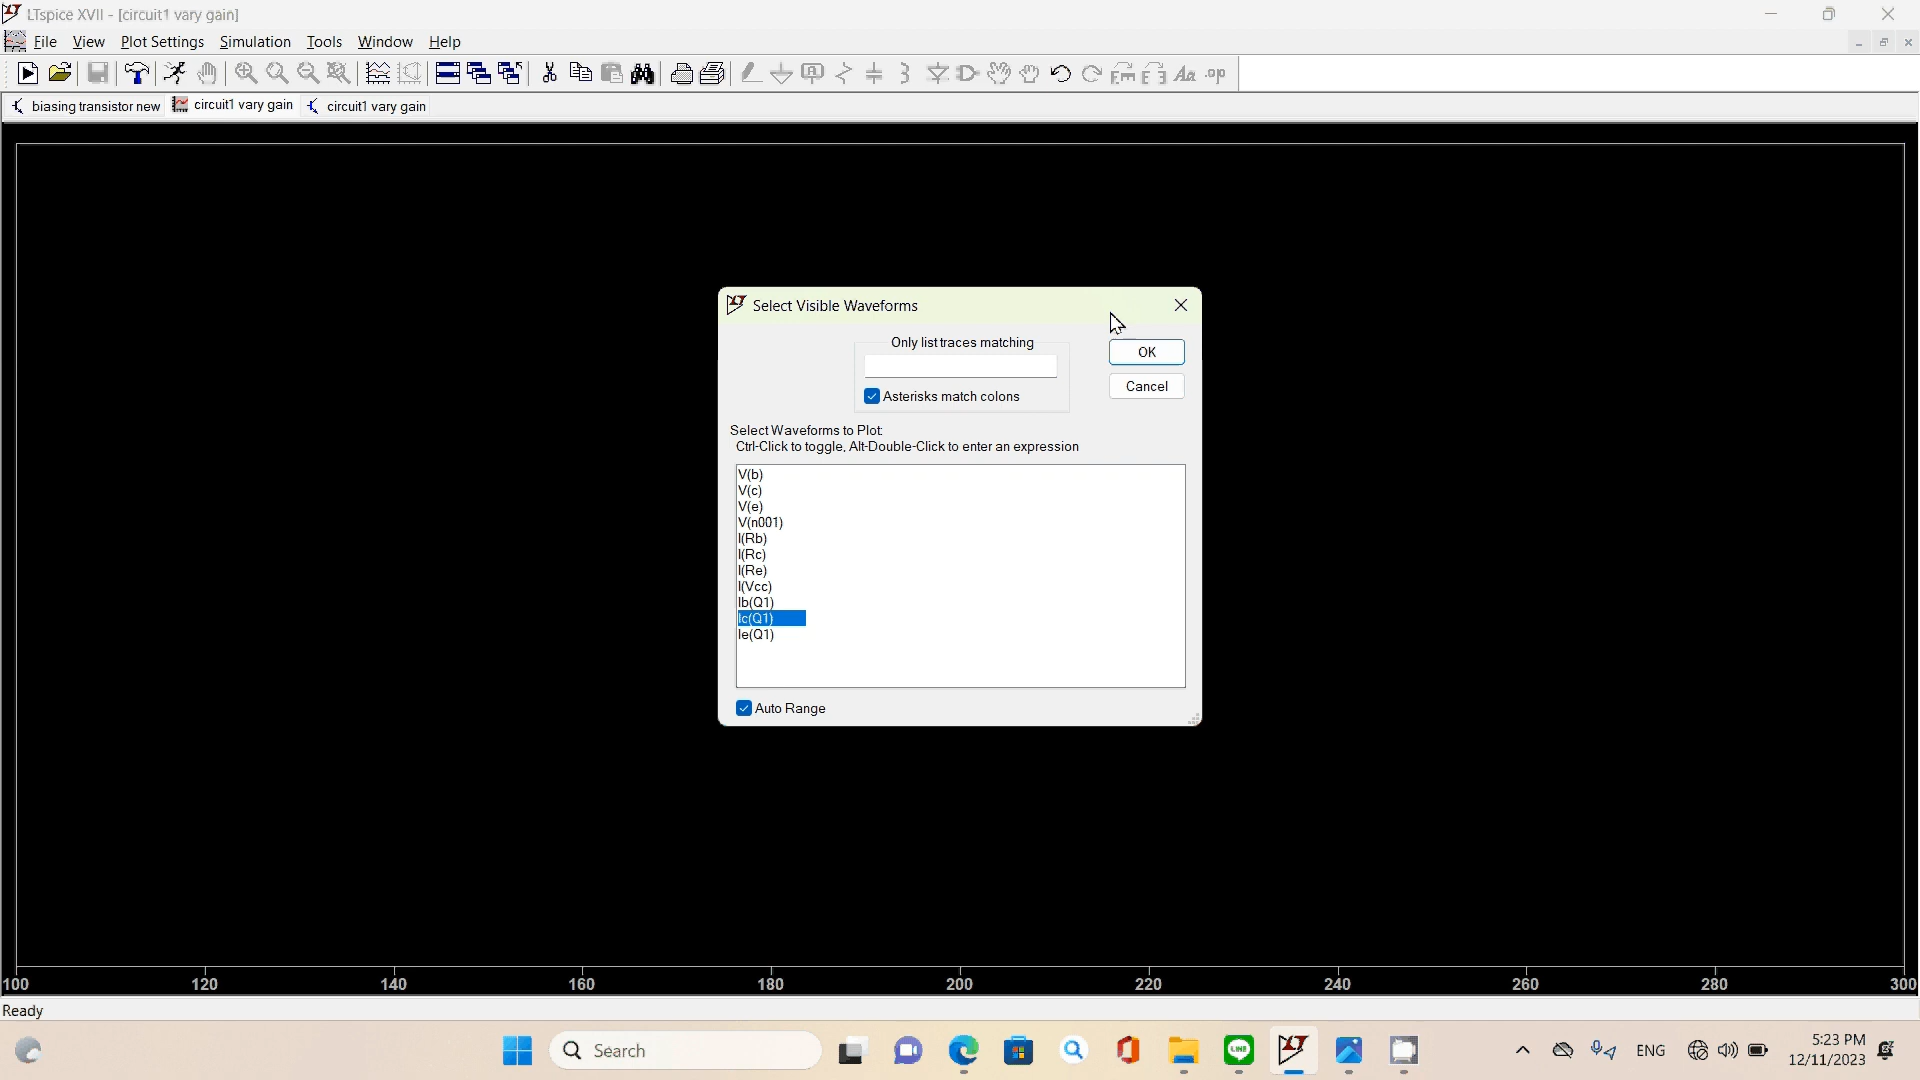 LTspice XVII - [circuit1 vary gain]
File View Plot Settings Simulation Tools Window Help
biasing transistor new circuit1 vary gain circuit1 vary gain
Select Visible Waveforms
Only list traces matching
OK
Asterisks match colons
Cancel
Select Waveforms to Plot:
Ctrl-Click to toggle, Alt-Double-Click to enter an expression
V(b)
V(c)
V(e)
V(n001)
I(Rb)
I(Rc)
I(Re)
I(Vcc)
Ib(Q1)
Ic(Q1)
Ie(Q1)
Auto Range
100 120 140 160 180 200 220 240 260 280 300
Ready
Search
ENG
5:23 PM
12/11/2023